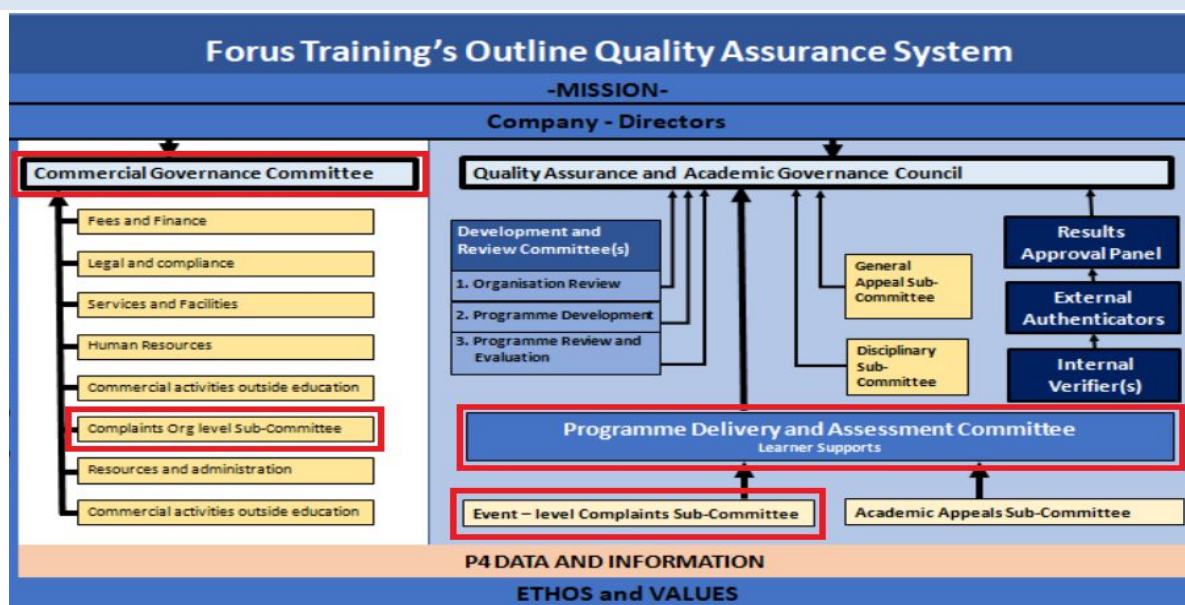 Forus Training's Outline Quality Assurance System
-MISSION-
Company - Directors
Commercial Governance Committee
Fees and Finance
Legal and compliance
Services and Facilities
Human Resources
Commercial activities outside education
Complaints Org level Sub-Committee
Resources and administration
Commercial activities outside education
Quality Assurance and Academic Governance Council
Development and
Review Committee(s)
1. Organisation Review
2. Programme Development
3. Programme Review and
Evaluation
General
Appeal Sub-
Committee
Disciplinary
Sub-
Committee
Results
Approval Panel
External
Authenticators
Internal
Verifier(s)
Programme Delivery and Assessment Committee
Learner Supports
Event – level Complaints Sub-Committee
Academic Appeals Sub-Committee
P4 DATA AND INFORMATION
ETHOS and VALUES